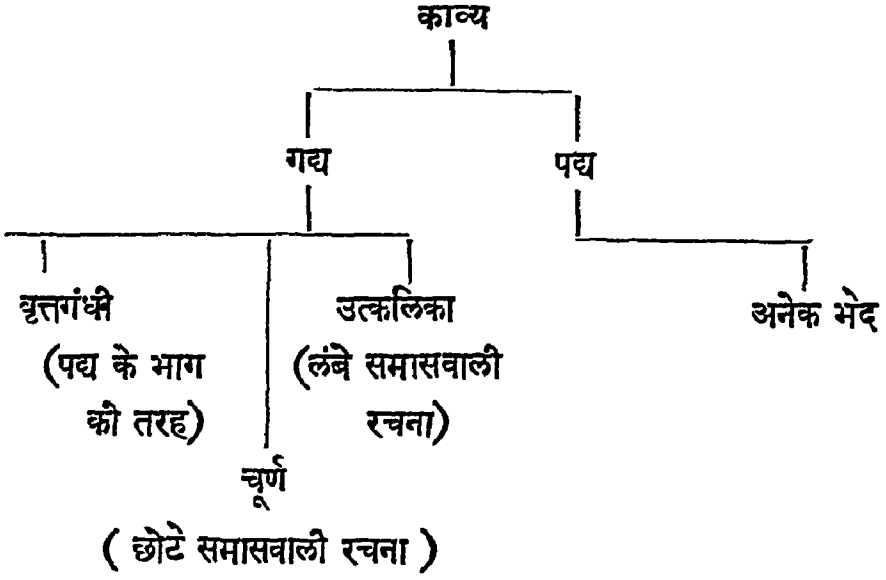 काव्य
गद्य पद्य
वृत्तगंधी उत्कलिका अनेक भेद
(पद्य के भाग (लंबे समासवाली
की तरह) रचना)
चूर्ण
( छोटे समासवाली रचना )